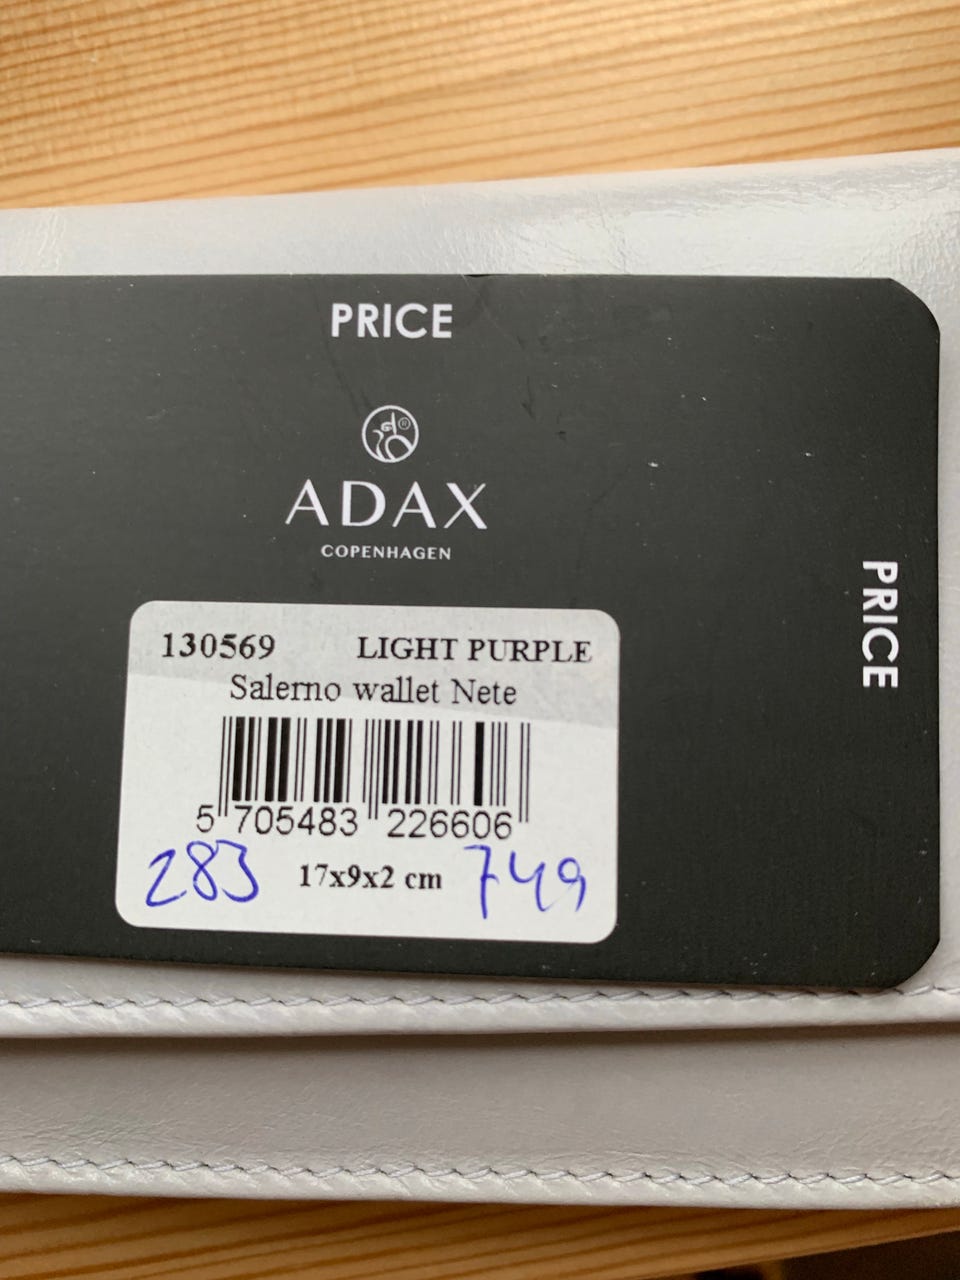 PRICE
ADAX
COPENHAGEN
PRICE
130569 LIGHT PURPLE
Salerno wallet Nete
5 705483 226606
283 17x9x2 cm 749